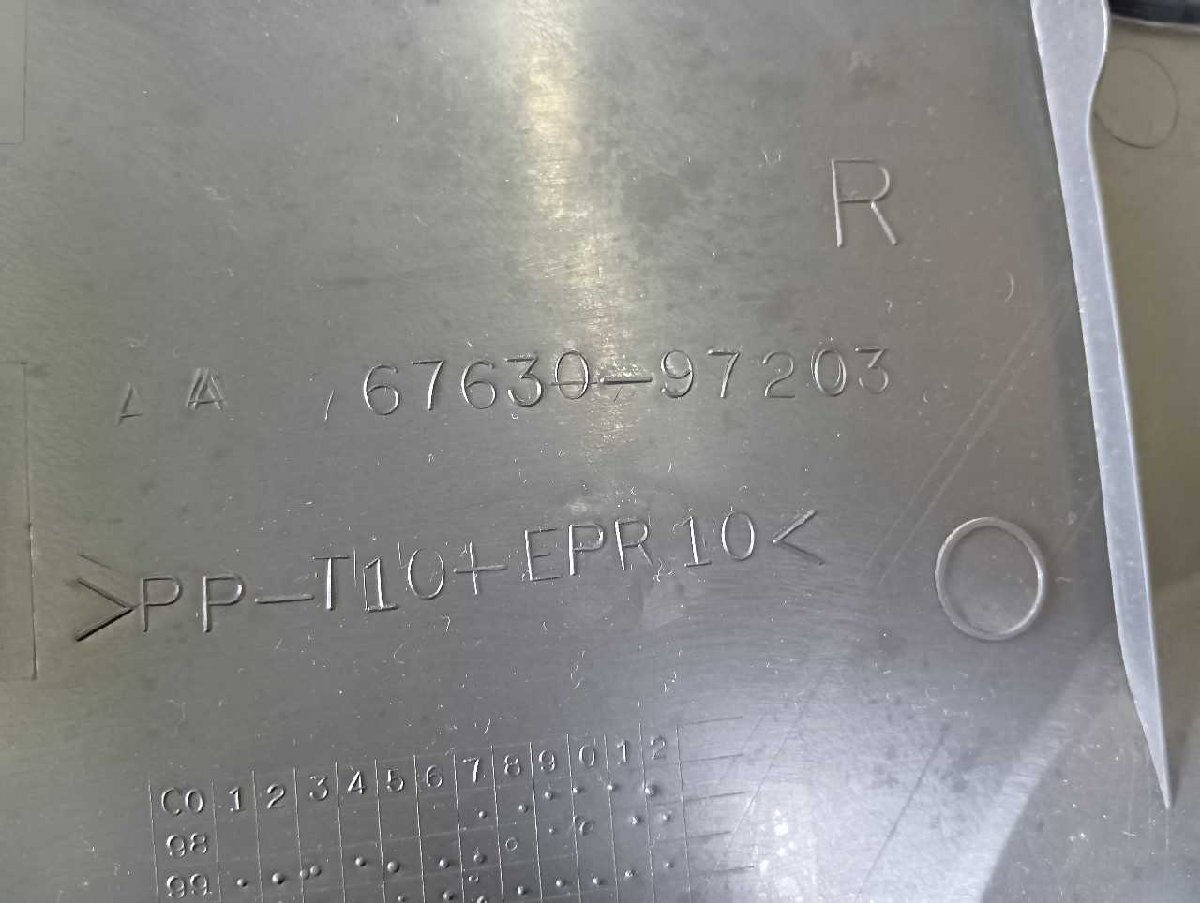 R
A A 67630-97203
>PP-T10+EPR10<
CO 1 2 3 4 5 6 7 8 9 0 1 2
98
99